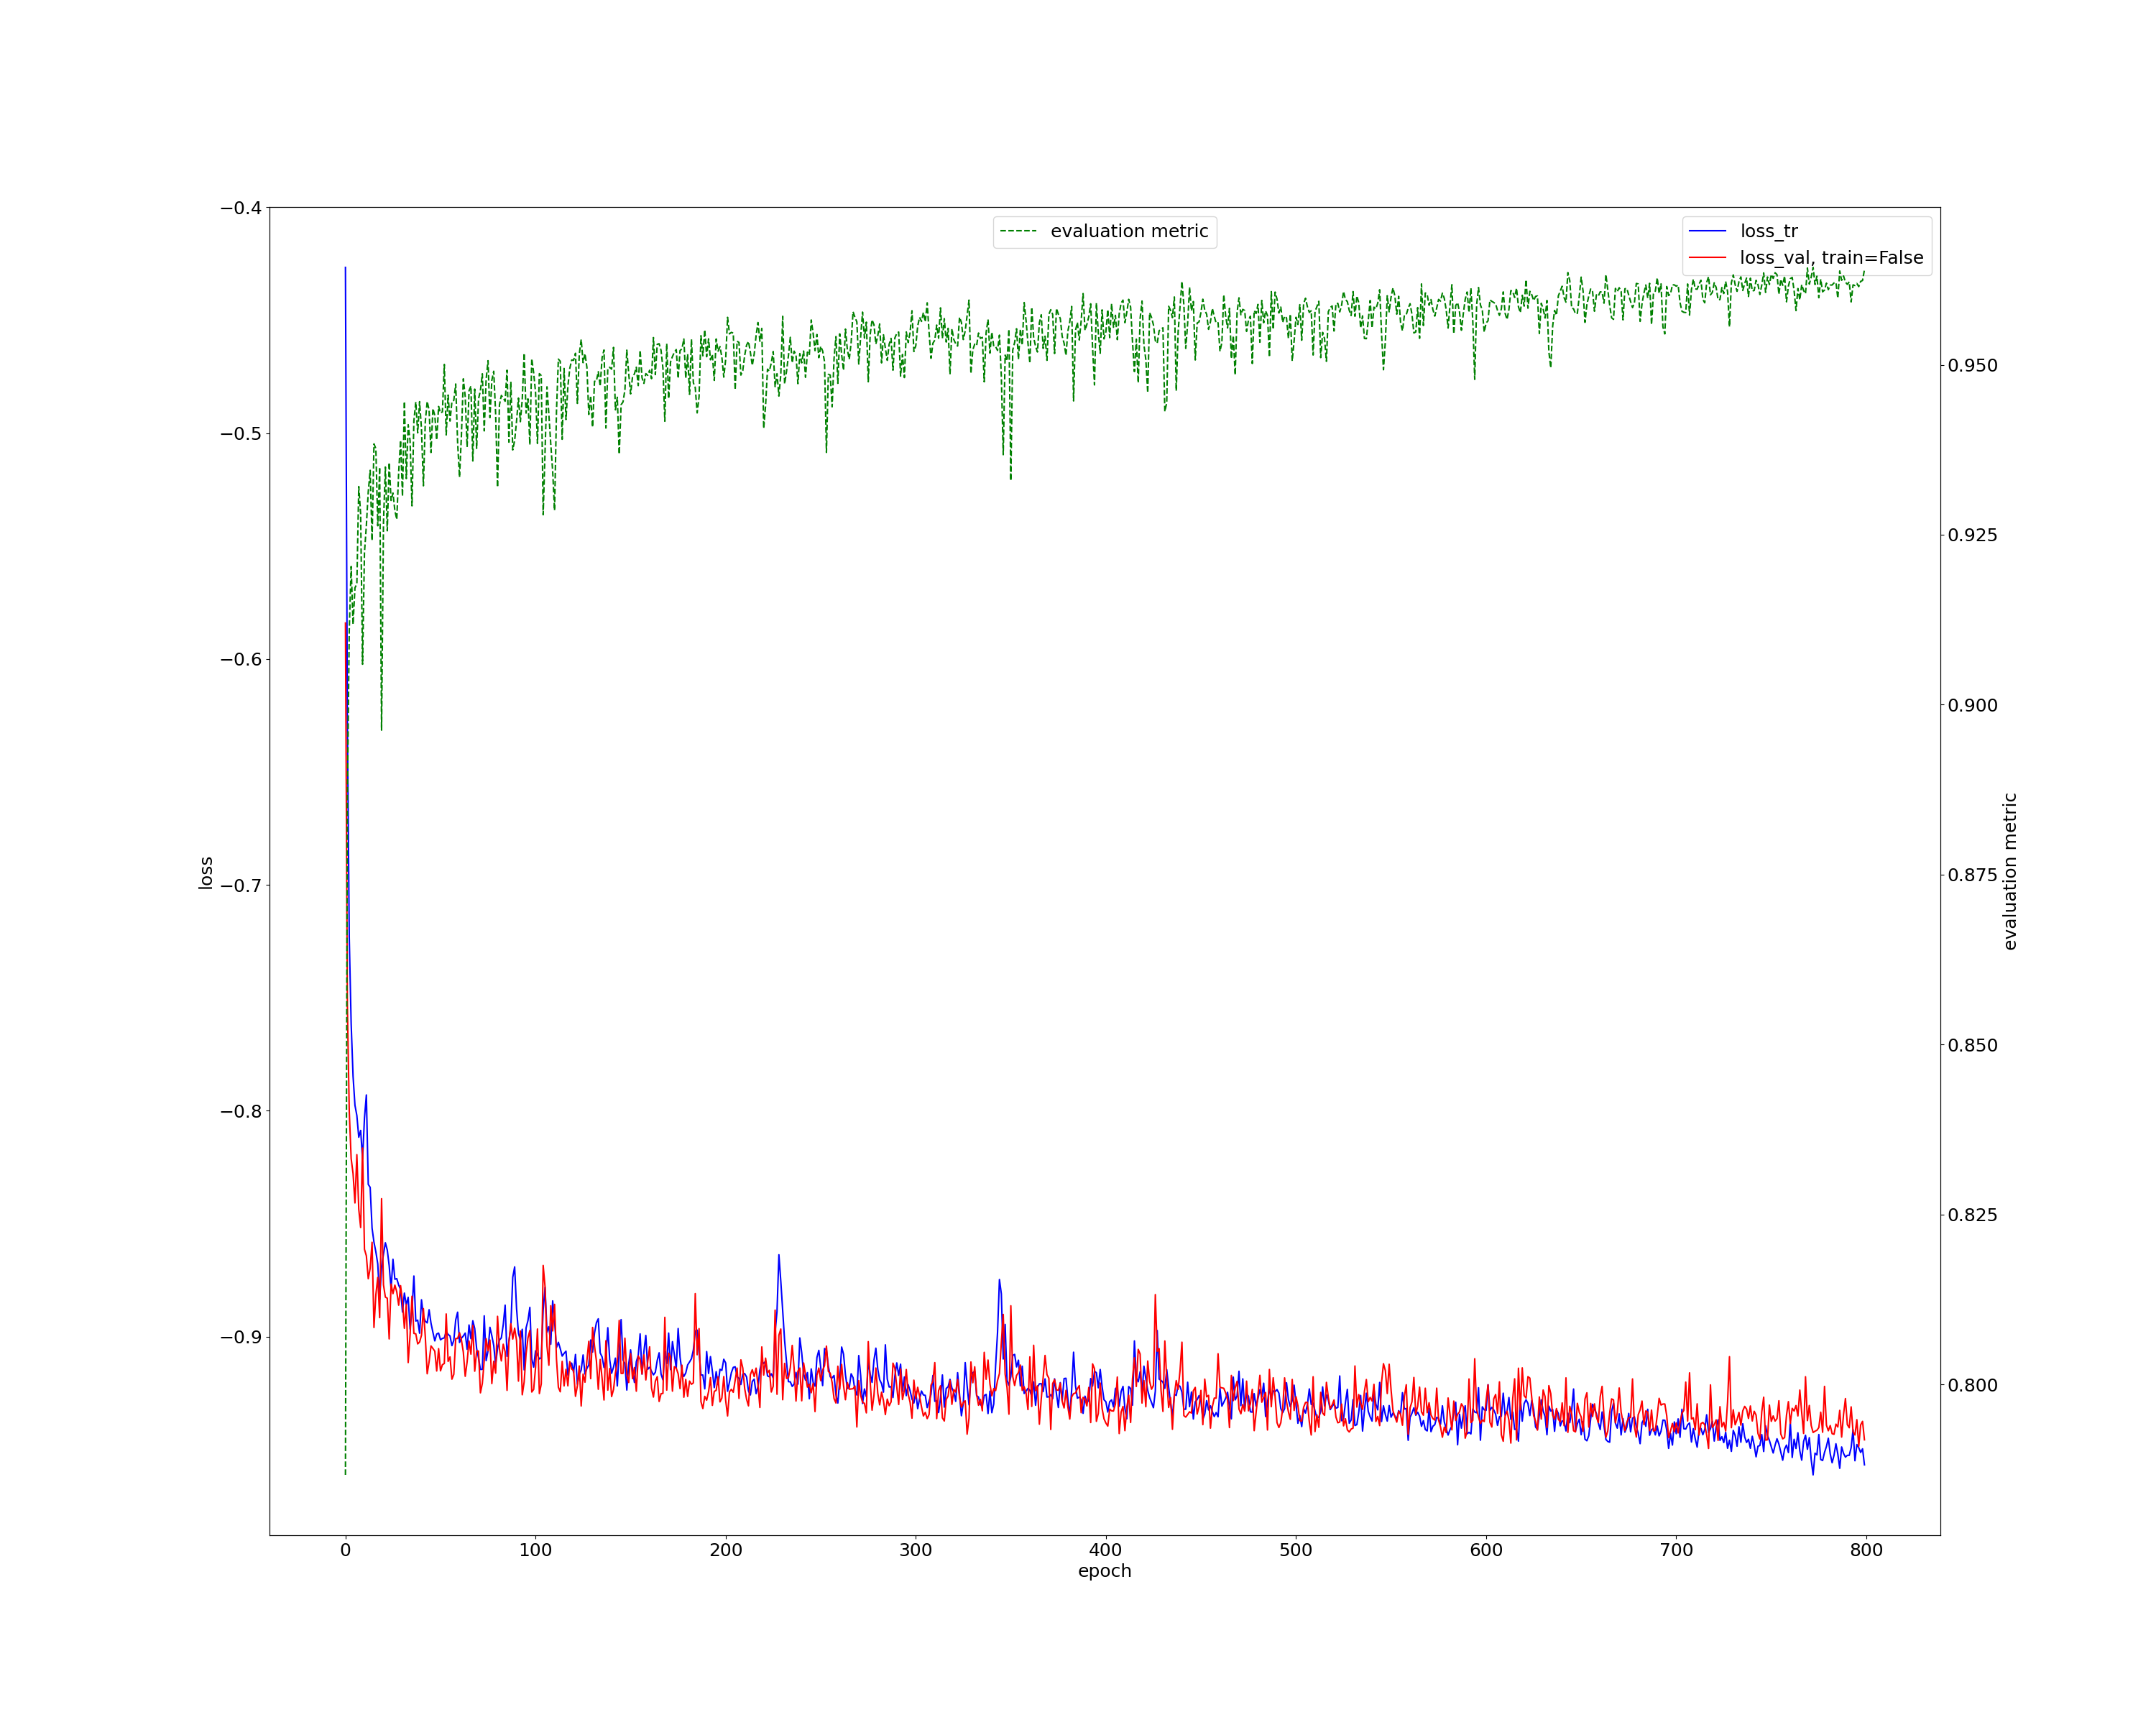 evaluation metric
loss_tr
loss_val, train=False
−0.4
−0.5
−0.6
−0.7
−0.8
−0.9
loss
0.950
0.925
0.900
0.875
0.850
0.825
0.800
evaluation metric
0 100 200 300 400 500 600 700 800
epoch